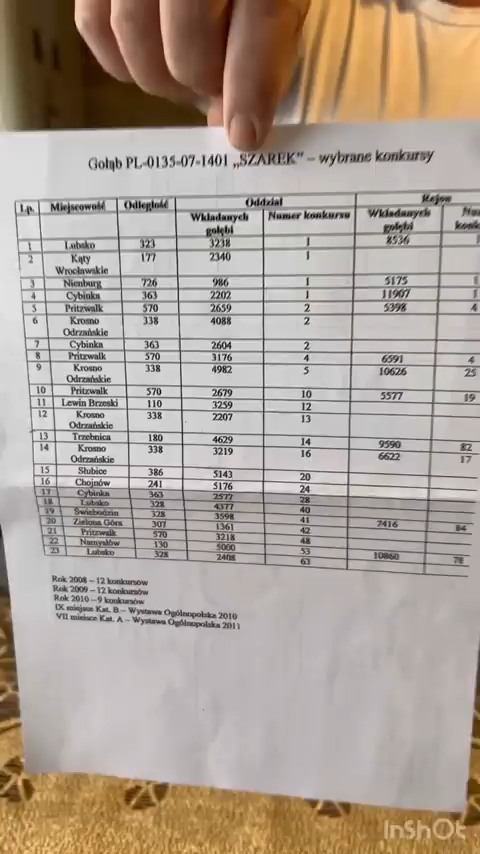 Gołąb PL-0135-07-1401 „SZAREK" – wybrane konkursy
Lp. Miejscowość Odległość Oddział Rejon
Wkładanych gołębi Numer konkursu Wkładanych gołębi
1 Lubsko 323 3238 1 8536
2 Kąty Wrocławskie 177 2340 1
3 Nienburg 726 986 1 5175 1
4 Cybinka 363 2202 1 11907 1
5 Pritzwalk 570 2659 2 5398 4
6 Krosno Odrzańskie 338 4088 2
7 Cybinka 363 2604 2
8 Pritzwalk 570 3176 4 6591 4
9 Krosno Odrzańskie 338 4982 5 10626 25
10 Pritzwalk 570 2679 10 5577 19
11 Lewin Brzeski 110 3259 12
12 Krosno Odrzańskie 338 2207 13
13 Trzebnica 180 4629 14 9590 82
14 Krosno Odrzańskie 338 3219 16 6622 17
15 Słubice 386 5143 20
16 Chojnów 241 5176 24
17 Cybinka 363 2577 28
18 Lubsko 328 4377 40
19 Świebodzin 328 3598 41
20 Zielona Góra 307 1361 42 7416 84
21 Pritzwalk 570 3218 48
22 Namysłów 130 5000 53 10860 78
23 Lubsko 328 2408 63
Rok 2008 – 12 konkursów
Rok 2009 – 12 konkursów
Rok 2010 – 9 konkursów
IX miejsce Kat. B – Wystawa Ogólnopolska 2010
VII miejsce Kat. A – Wystawa Ogólnopolska 2011
InShOt